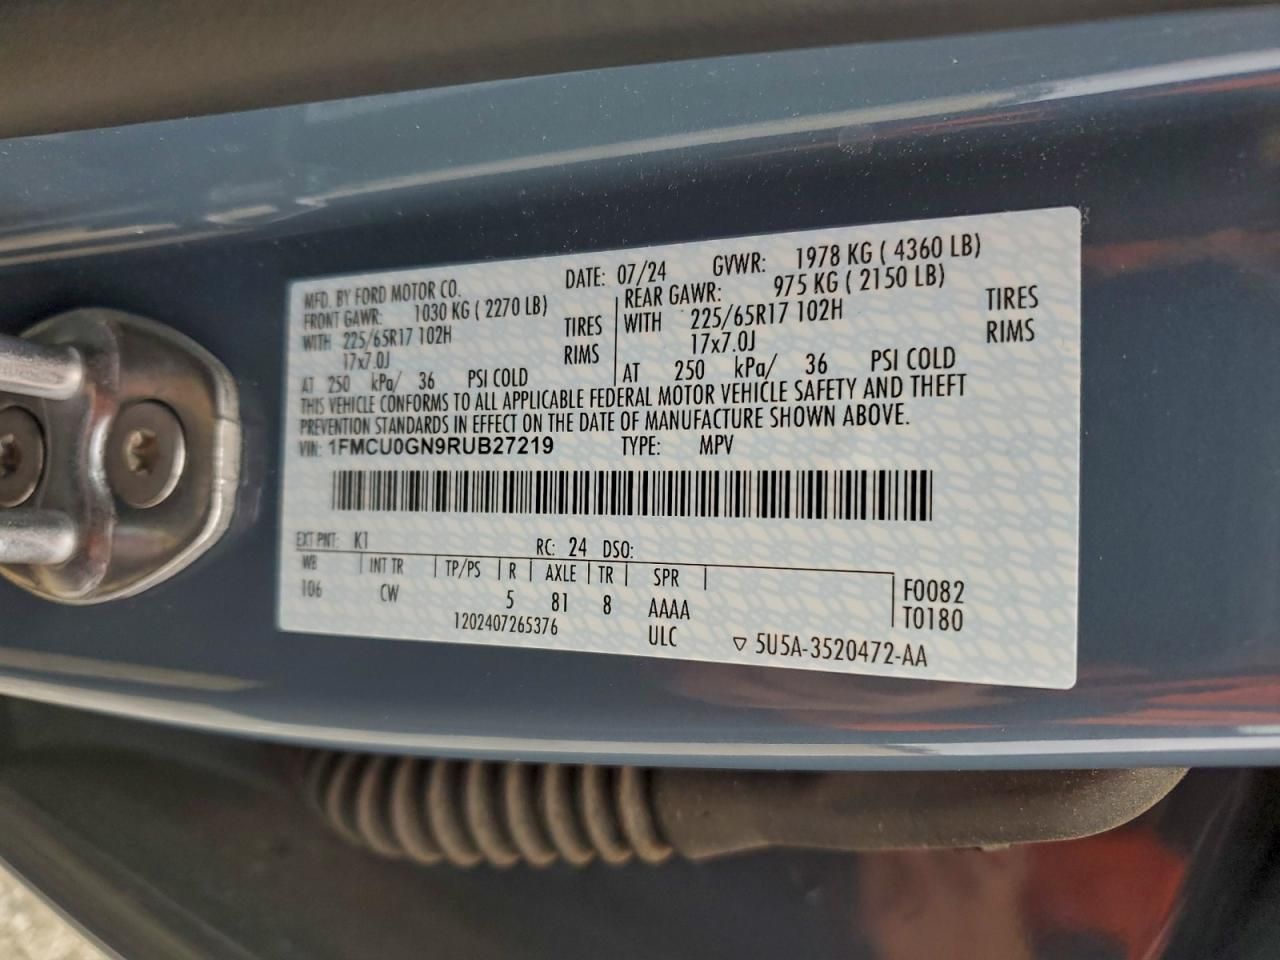 MFD. BY FORD MOTOR CO. DATE: 07/24 GVWR: 1978 KG ( 4360 LB)
FRONT GAWR: 1030 KG ( 2270 LB) REAR GAWR: 975 KG ( 2150 LB)
WITH 225/65R17 102H TIRES WITH 225/65R17 102H TIRES
17x7.0J RIMS 17x7.0J RIMS
AT 250 kPa/ 36 PSI COLD AT 250 kPa/ 36 PSI COLD
THIS VEHICLE CONFORMS TO ALL APPLICABLE FEDERAL MOTOR VEHICLE SAFETY AND THEFT
PREVENTION STANDARDS IN EFFECT ON THE DATE OF MANUFACTURE SHOWN ABOVE.
VIN: 1FMCU0GN9RUB27219 TYPE: MPV
EXT PNT: K1 RC: 24 DSO:
WB INT TR TP/PS R AXLE TR SPR F0082
106 CW 5 81 8 AAAA T0180
1202407265376 ULC ▽ 5U5A-3520472-AA